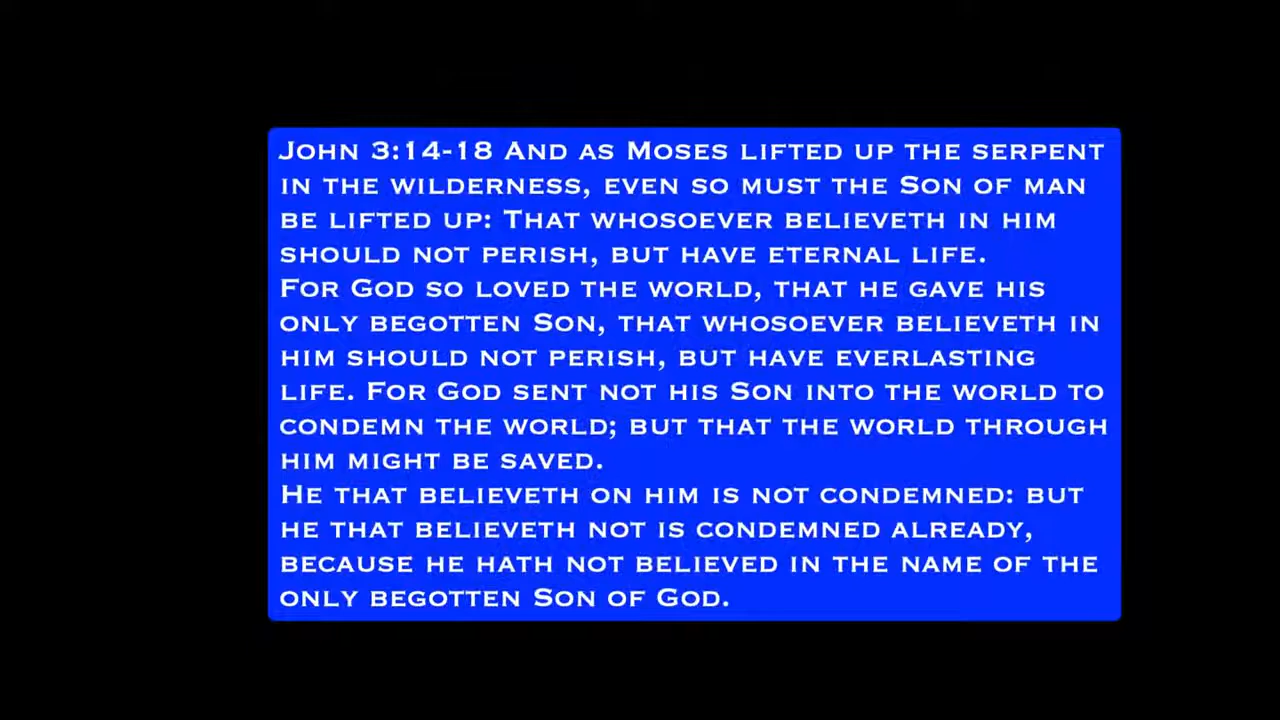 John 3:14-18 And as Moses lifted up the serpent
in the wilderness, even so must the Son of man
be lifted up: That whosoever believeth in him
should not perish, but have eternal life.
For God so loved the world, that he gave his
only begotten Son, that whosoever believeth in
him should not perish, but have everlasting
life. For God sent not his Son into the world to
condemn the world; but that the world through
him might be saved.
He that believeth on him is not condemned: but
he that believeth not is condemned already,
because he hath not believed in the name of the
only begotten Son of God.